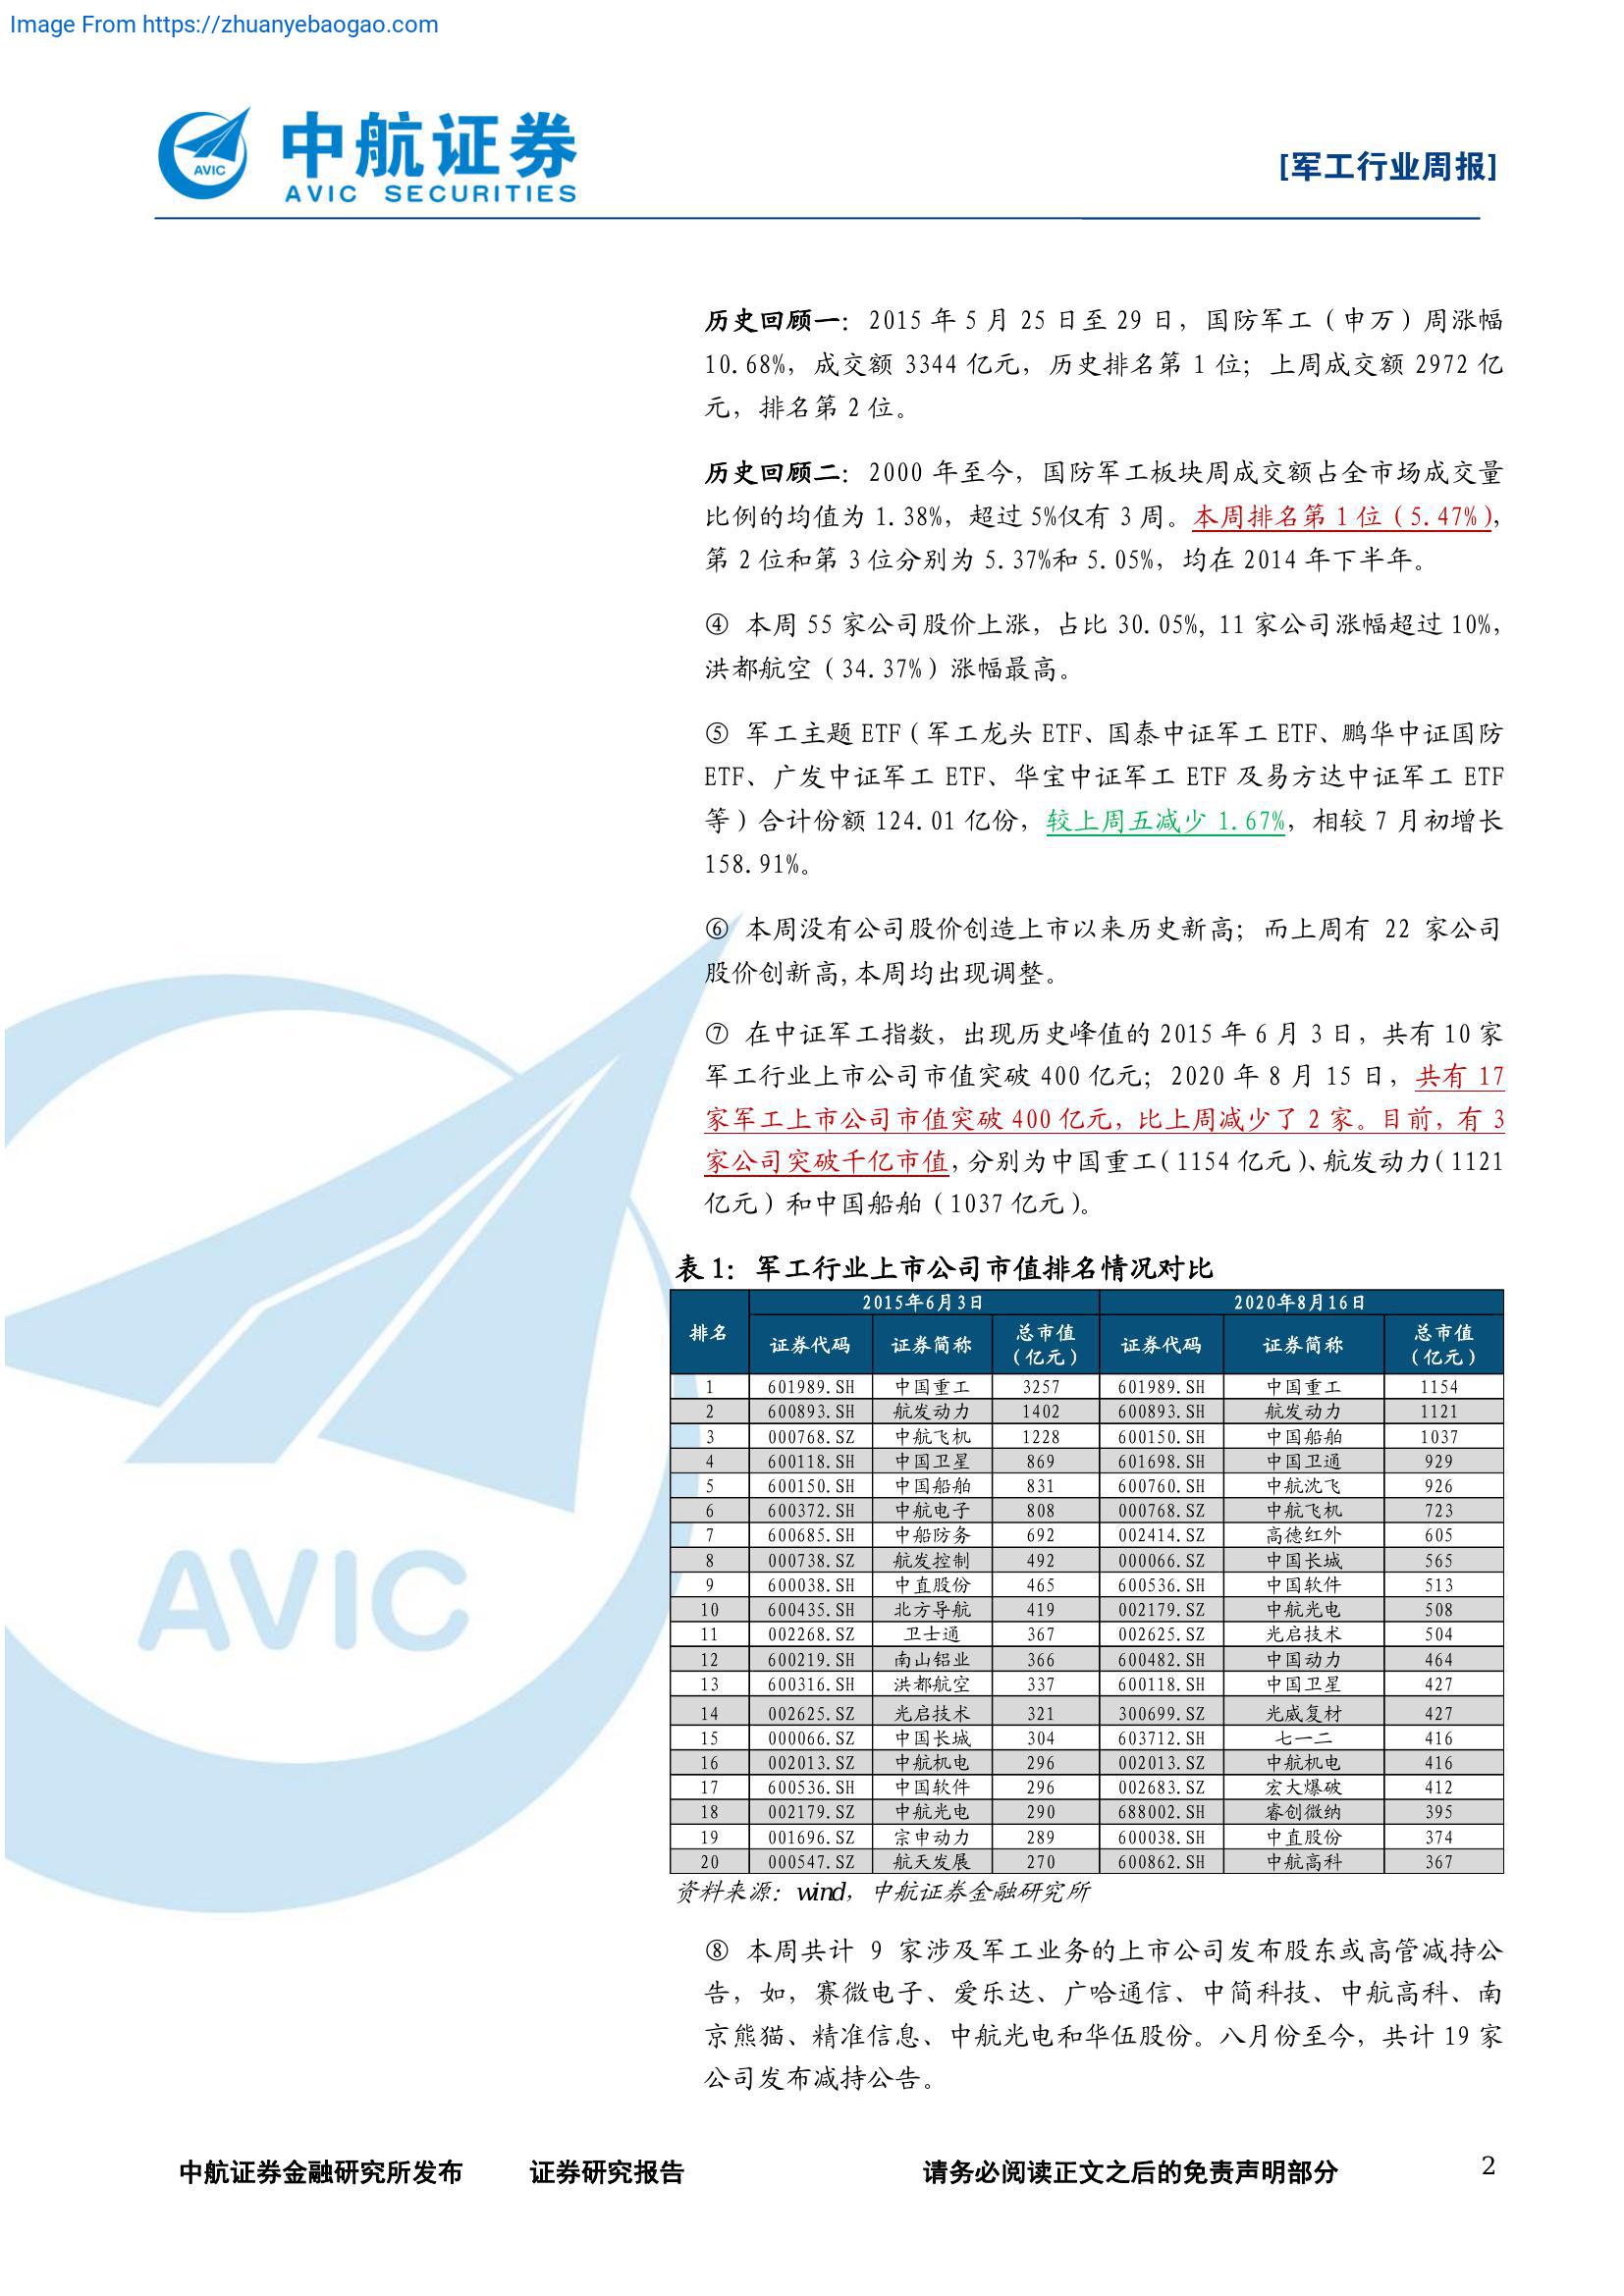 Image From https://zhuanyebaogao.com
AVIC
中航证券
AVIC SECURITIES
[军工行业周报]
历史回顾一：2015 年 5 月 25 日至 29 日，国防军工（申万）周涨幅
10.68%，成交额 3344 亿元，历史排名第 1 位；上周成交额 2972 亿
元，排名第 2 位。
历史回顾二：2000 年至今，国防军工板块周成交额占全市场成交量
比例的均值为 1.38%，超过 5%仅有 3 周。本周排名第 1 位（5.47%），
第 2 位和第 3 位分别为 5.37%和 5.05%，均在 2014 年下半年。
④ 本周 55 家公司股价上涨，占比 30.05%, 11 家公司涨幅超过 10%，
洪都航空（34.37%）涨幅最高。
⑤ 军工主题 ETF（军工龙头 ETF、国泰中证军工 ETF、鹏华中证国防
ETF、广发中证军工 ETF、华宝中证军工 ETF 及易方达中证军工 ETF
等）合计份额 124.01 亿份，较上周五减少 1.67%，相较 7 月初增长
158.91%。
⑥ 本周没有公司股价创造上市以来历史新高；而上周有 22 家公司
股价创新高,本周均出现调整。
⑦ 在中证军工指数，出现历史峰值的 2015 年 6 月 3 日，共有 10 家
军工行业上市公司市值突破 400 亿元；2020 年 8 月 15 日，共有 17
家军工上市公司市值突破 400 亿元，比上周减少了 2 家。目前，有 3
家公司突破千亿市值，分别为中国重工（1154 亿元）、航发动力（1121
亿元）和中国船舶（1037 亿元）。
表 1：军工行业上市公司市值排名情况对比
排名 2015年6月3日 2020年8月16日
证券代码 证券简称 总市值（亿元） 证券代码 证券简称 总市值（亿元）
1 601989.SH 中国重工 3257 601989.SH 中国重工 1154
2 600893.SH 航发动力 1402 600893.SH 航发动力 1121
3 000768.SZ 中航飞机 1228 600150.SH 中国船舶 1037
4 600118.SH 中国卫星 869 601698.SH 中国卫通 929
5 600150.SH 中国船舶 831 600760.SH 中航沈飞 926
6 600372.SH 中航电子 808 000768.SZ 中航飞机 723
7 600685.SH 中船防务 692 002414.SZ 高德红外 605
8 000738.SZ 航发控制 492 000066.SZ 中国长城 565
9 600038.SH 中直股份 465 600536.SH 中国软件 513
10 600435.SH 北方导航 419 002179.SZ 中航光电 508
11 002268.SZ 卫士通 367 002625.SZ 光启技术 504
12 600219.SH 南山铝业 366 600482.SH 中国动力 464
13 600316.SH 洪都航空 337 600118.SH 中国卫星 427
14 002625.SZ 光启技术 321 300699.SZ 光威复材 427
15 000066.SZ 中国长城 304 603712.SH 七一二 416
16 002013.SZ 中航机电 296 002013.SZ 中航机电 416
17 600536.SH 中国软件 296 002683.SZ 宏大爆破 412
18 002179.SZ 中航光电 290 688002.SH 睿创微纳 395
19 001696.SZ 宗申动力 289 600038.SH 中直股份 374
20 000547.SZ 航天发展 270 600862.SH 中航高科 367
资料来源：wind，中航证券金融研究所
AVIC
⑧ 本周共计 9 家涉及军工业务的上市公司发布股东或高管减持公
告，如，赛微电子、爱乐达、广哈通信、中简科技、中航高科、南
京熊猫、精准信息、中航光电和华伍股份。八月份至今，共计 19 家
公司发布减持公告。
中航证券金融研究所发布 证券研究报告 请务必阅读正文之后的免责声明部分 2